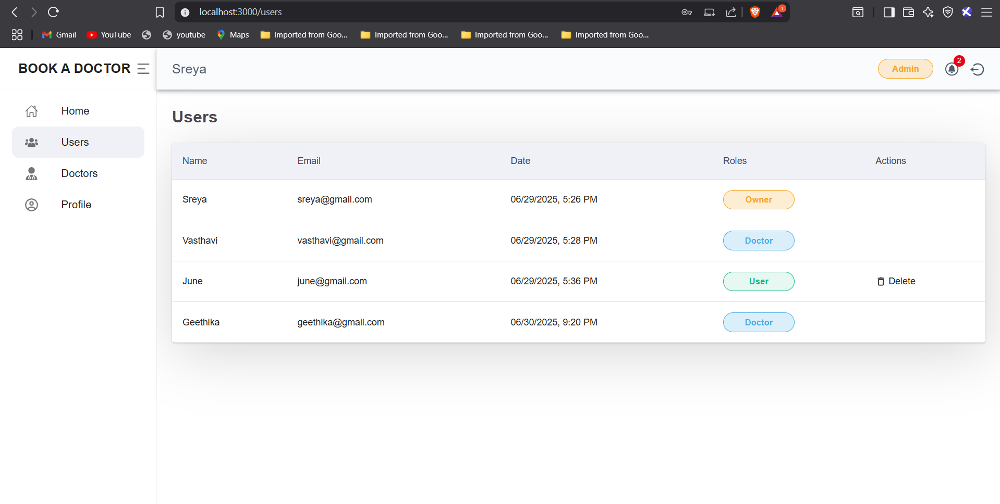 localhost:3000/users
1
Gmail YouTube youtube Maps Imported from Goo... Imported from Goo... Imported from Goo... Imported from Goo...
BOOK A DOCTOR
Sreya
Admin
2
Home
Users
Doctors
Profile
Users
Name Email Date Roles Actions
Sreya sreya@gmail.com 06/29/2025, 5:26 PM Owner
Vasthavi vasthavi@gmail.com 06/29/2025, 5:28 PM Doctor
June june@gmail.com 06/29/2025, 5:36 PM User Delete
Geethika geethika@gmail.com 06/30/2025, 9:20 PM Doctor